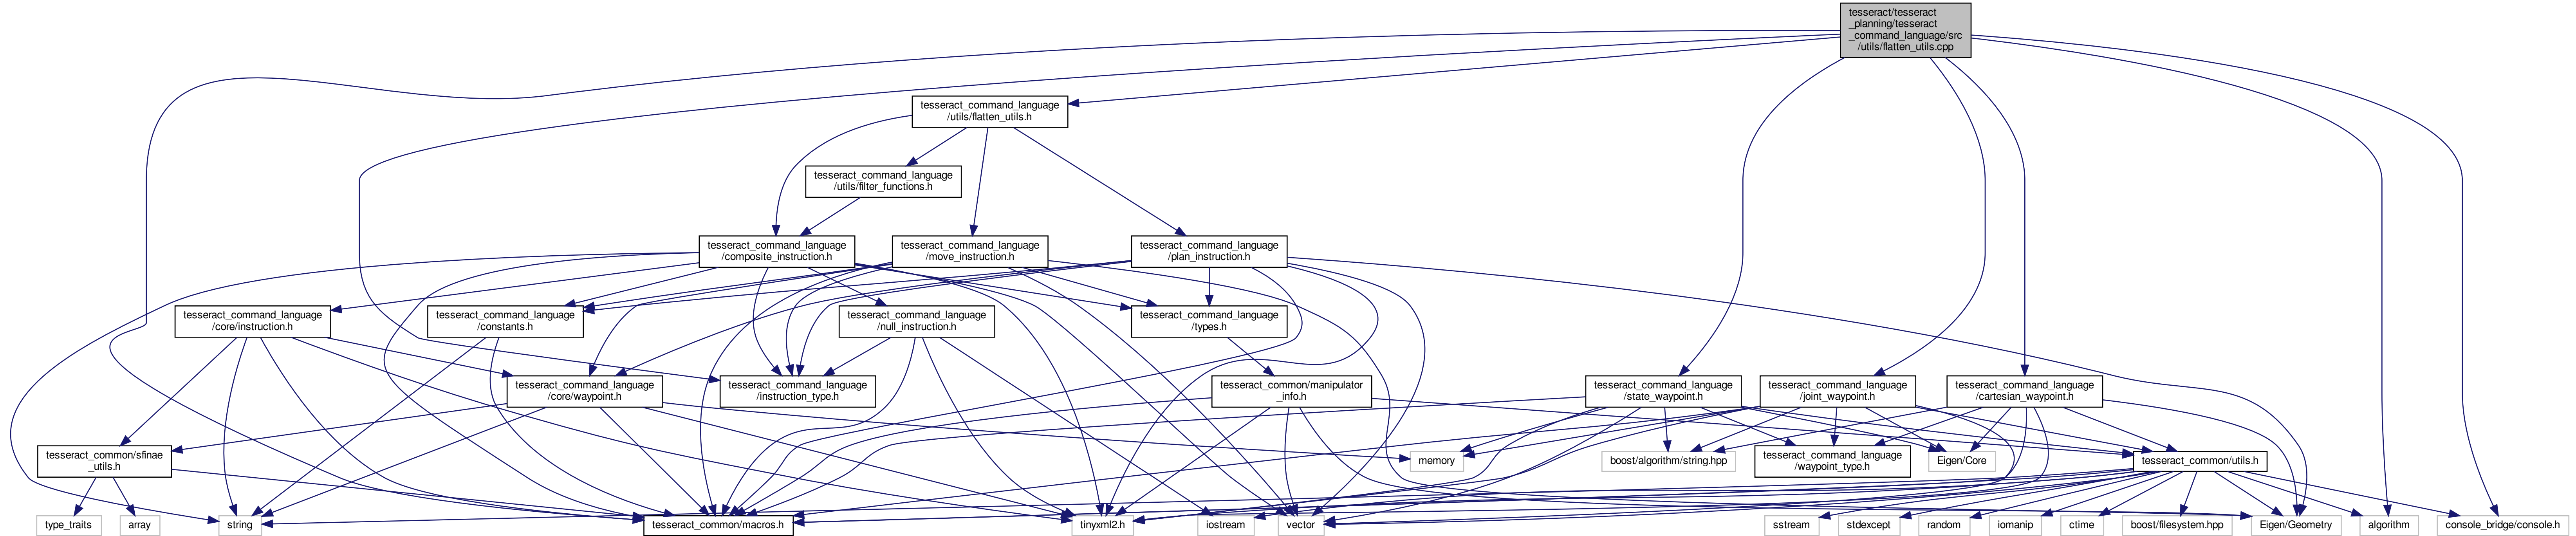 tesseract/tesseract
_planning/tesseract
_command_language/src
/utils/flatten_utils.cpp
tesseract_command_language
/utils/flatten_utils.h
tesseract_command_language
/utils/filter_functions.h
tesseract_command_language
/composite_instruction.h
tesseract_command_language
/move_instruction.h
tesseract_command_language
/plan_instruction.h
tesseract_command_language
/core/instruction.h
tesseract_command_language
/constants.h
tesseract_command_language
/null_instruction.h
tesseract_command_language
/types.h
tesseract_command_language
/core/waypoint.h
tesseract_command_language
/instruction_type.h
tesseract_common/manipulator
_info.h
tesseract_command_language
/state_waypoint.h
tesseract_command_language
/joint_waypoint.h
tesseract_command_language
/cartesian_waypoint.h
tesseract_common/sfinae
_utils.h
memory
boost/algorithm/string.hpp
tesseract_command_language
/waypoint_type.h
Eigen/Core
tesseract_common/utils.h
type_traits
array
string
tesseract_common/macros.h
tinyxml2.h
iostream
vector
sstream
stdexcept
random
iomanip
ctime
boost/filesystem.hpp
Eigen/Geometry
algorithm
console_bridge/console.h